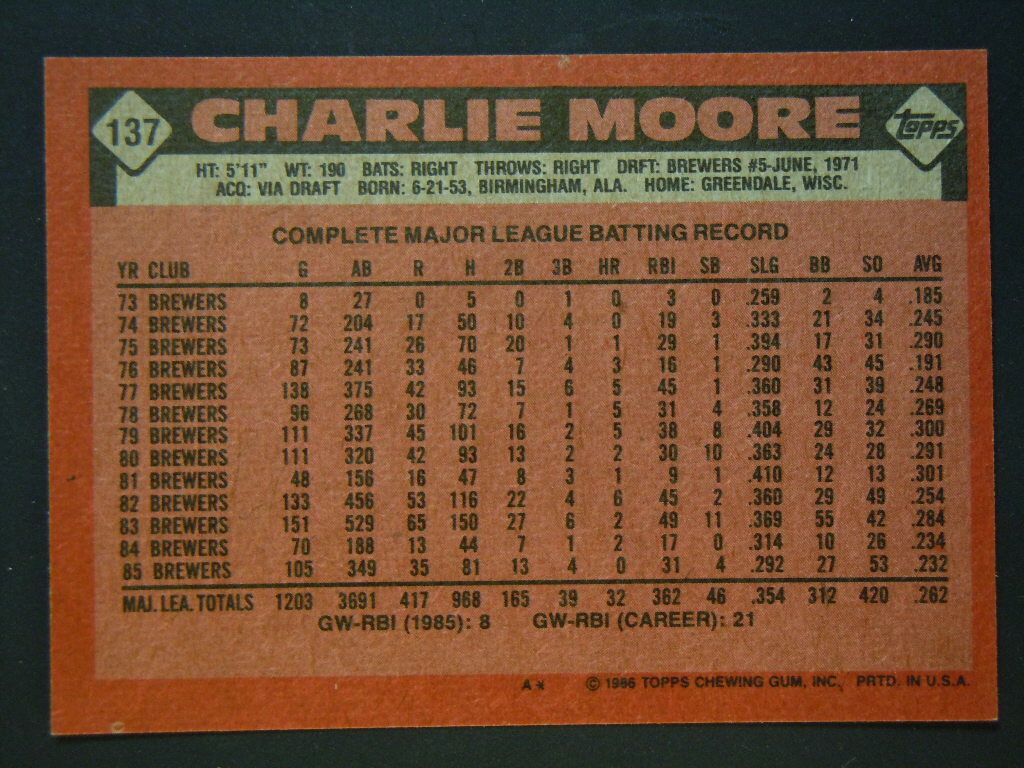 137 CHARLIE MOORE topps
HT: 5'11" WT: 190 BATS: RIGHT THROWS: RIGHT DRFT: BREWERS #5-JUNE, 1971
ACQ: VIA DRAFT BORN: 6-21-53, BIRMINGHAM, ALA. HOME: GREENDALE, WISC.
COMPLETE MAJOR LEAGUE BATTING RECORD
YR CLUB G AB R H 2B 3B HR RBI SB SLG BB SO AVG
73 BREWERS 8 27 0 5 0 1 0 3 0 .259 2 4 .185
74 BREWERS 72 204 17 50 10 4 0 19 3 .333 21 34 .245
75 BREWERS 73 241 26 70 20 1 1 29 1 .394 17 31 .290
76 BREWERS 87 241 33 46 7 4 3 16 1 .290 43 45 .191
77 BREWERS 138 375 42 93 15 6 5 45 1 .360 31 39 .248
78 BREWERS 96 268 30 72 7 1 5 31 4 .358 12 24 .269
79 BREWERS 111 337 45 101 16 2 5 38 8 .404 29 32 .300
80 BREWERS 111 320 42 93 13 2 2 30 10 .363 24 28 .291
81 BREWERS 48 156 16 47 8 3 1 9 1 .410 12 13 .301
82 BREWERS 133 456 53 116 22 4 6 45 2 .360 29 49 .254
83 BREWERS 151 529 65 150 27 6 2 49 11 .369 55 42 .284
84 BREWERS 70 188 13 44 7 1 2 17 0 .314 10 26 .234
85 BREWERS 105 349 35 81 13 4 0 31 4 .292 27 53 .232
MAJ. LEA. TOTALS 1203 3691 417 968 165 39 32 362 46 .354 312 420 .262
GW-RBI (1985): 8 GW-RBI (CAREER): 21
A* © 1986 TOPPS CHEWING GUM, INC. PRTD. IN U.S.A.